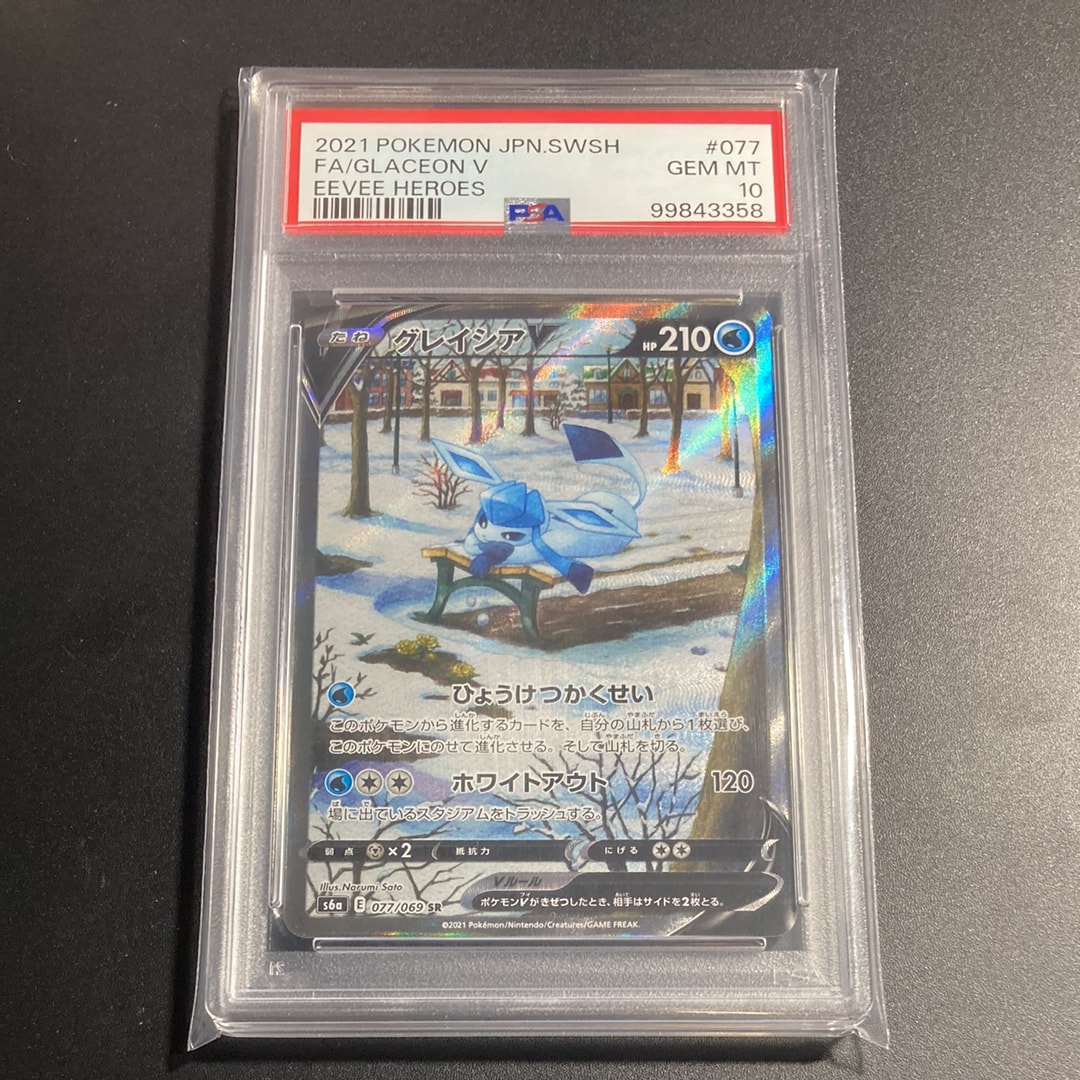 2021 POKEMON JPN.SWSH #077
FA/GLACEON V GEM MT
EEVEE HEROES 10
PSA 99843358
たね グレイシアV HP 210
ひょうけつかくせい
このポケモンから進化するカードを、自分の山札から1枚選び、
このポケモンにのせて進化させる。そして山札を切る。
ホワイトアウト 120
場に出ているスタジアムをトラッシュする。
弱点 ×2 抵抗力 にげる
Illus. Narumi Sato
Vルール
s6a E 077/069 SR
ポケモンVがきぜつしたとき、相手はサイドを2枚とる。
©2021 Pokémon/Nintendo/Creatures/GAME FREAK.